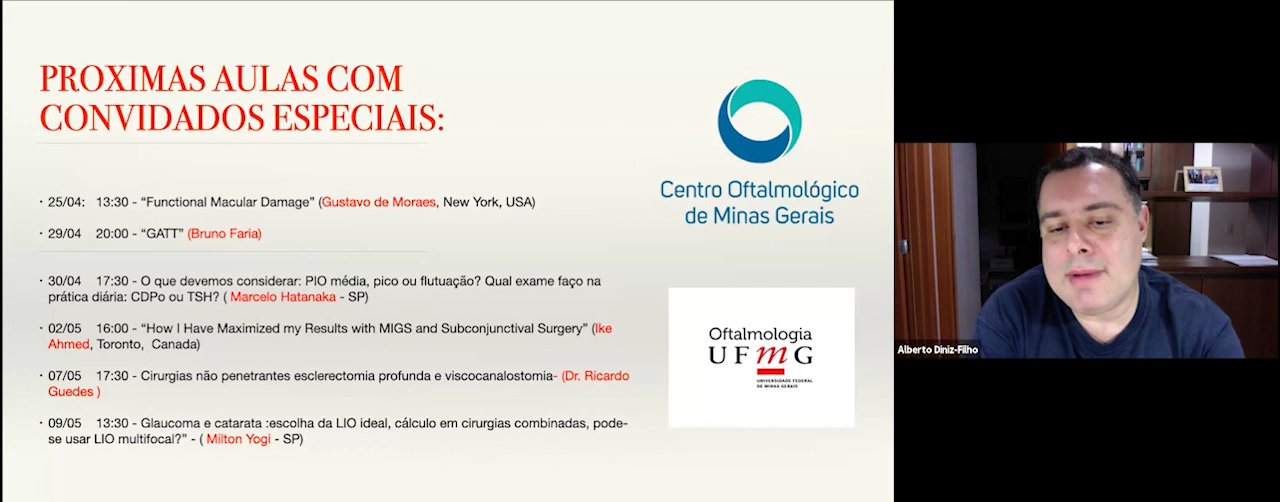 PROXIMAS AULAS COM
CONVIDADOS ESPECIAIS:
· 25/04: 13:30 - “Functional Macular Damage” (Gustavo de Moraes, New York, USA)
· 29/04 20:00 - “GATT” (Bruno Faria)
· 30/04 17:30 - O que devemos considerar: PIO média, pico ou flutuação? Qual exame faço na
prática diária: CDPo ou TSH? ( Marcelo Hatanaka - SP)
· 02/05 16:00 - “How I Have Maximized my Results with MIGS and Subconjunctival Surgery” (Ike
Ahmed, Toronto, Canada)
· 07/05 17:30 - Cirurgias não penetrantes esclerectomia profunda e viscocanalostomia- (Dr. Ricardo
Guedes )
· 09/05 13:30 - Glaucoma e catarata :escolha da LIO ideal, cálculo em cirurgias combinadas, pode-
se usar LIO multifocal?” - ( Milton Yogi - SP)
Centro Oftalmológico
de Minas Gerais
Oftalmologia
UFmG
UNIVERSIDADE FEDERAL
DE MINAS GERAIS
Alberto Diniz-Filho